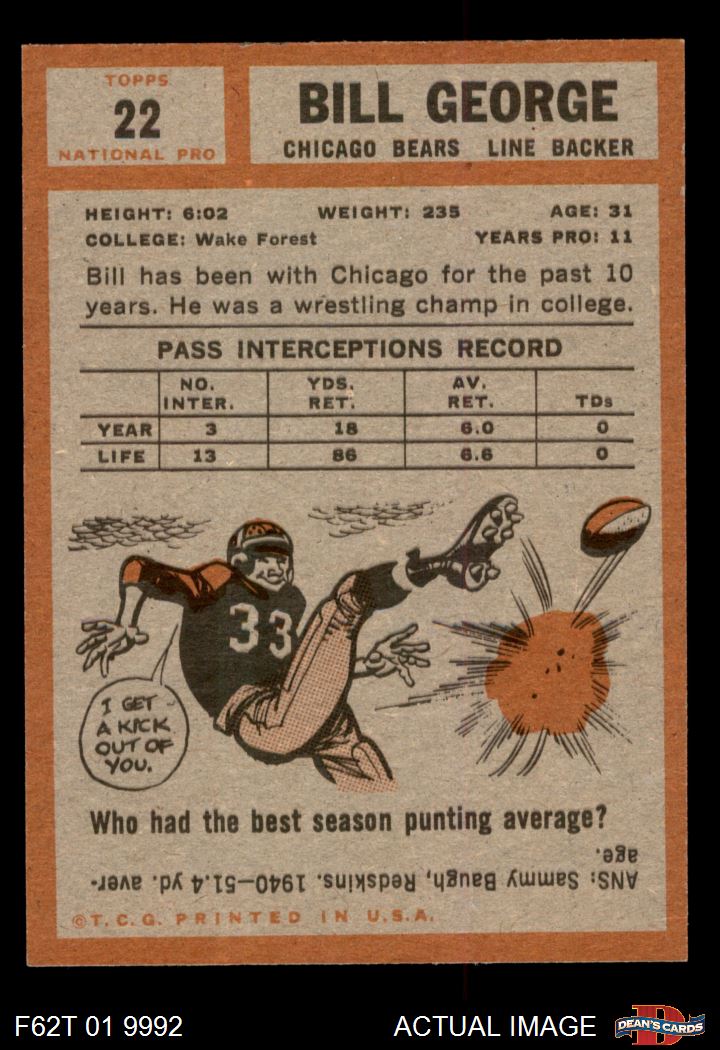 TOPPS
22
NATIONAL PRO
BILL GEORGE
CHICAGO BEARS LINE BACKER
HEIGHT: 6:02 WEIGHT: 235 AGE: 31
COLLEGE: Wake Forest YEARS PRO: 11
Bill has been with Chicago for the past 10
years. He was a wrestling champ in college.
PASS INTERCEPTIONS RECORD
NO. INTER. YDS. RET. AV. RET. TDs
YEAR 3 18 6.0 0
LIFE 13 86 6.6 0
33
I GET
A KICK
OUT OF
YOU.
Who had the best season punting average?
ANS: Sammy Baugh, Redskins. 1940—51.4 yd. aver-
age.
©T.C.G. PRINTED IN U.S.A.
F62T 01 9992 ACTUAL IMAGE
D
DEAN'S CARDS